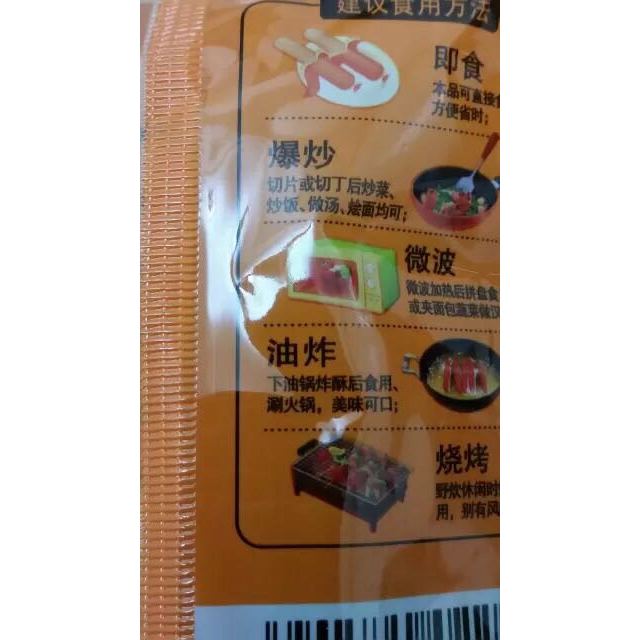 建议食用方法
即食
本品可直接食
方便省时;
爆炒
切片或切丁后炒菜、
炒饭、做汤、烩面均可;
微波
微波加热后拼盘食
或夹面包蔬菜做汉
油炸
下油锅炸酥后食用、
涮火锅,美味可口;
烧烤
野炊休闲时
用,别有风